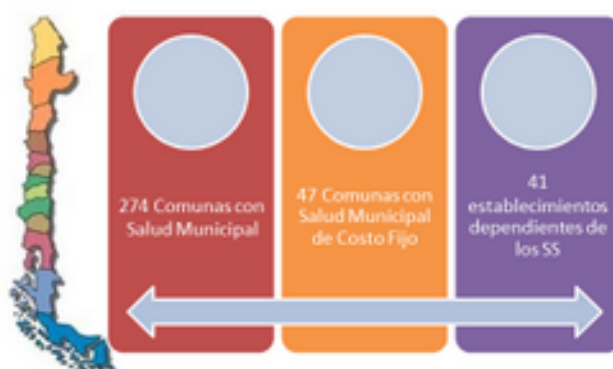 274 Comunas con
Salud Municipal
47 Comunas con
Salud Municipal
de Costo Fijo
41
establecimientos
dependientes de
los SS